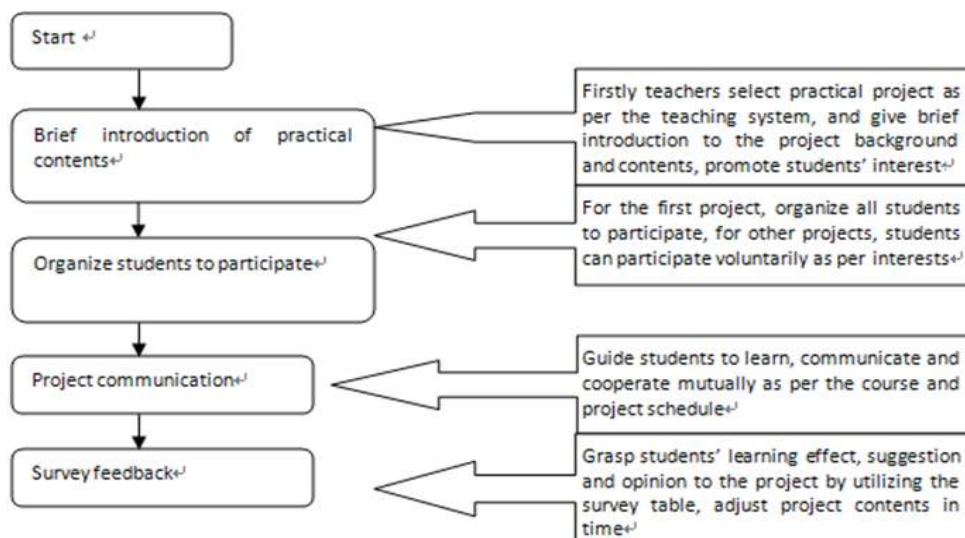 Start ↵
Brief introduction of practical
contents↵
Firstly teachers select practical project as
per the teaching system, and give brief
introduction to the project background
and contents, promote students’ interest↵
Organize students to participate↵
For the first project, organize all students
to participate, for other projects, students
can participate voluntarily as per interests↵
Project communication↵
Guide students to learn, communicate and
cooperate mutually as per the course and
project schedule↵
Survey feedback↵
Grasp students’ learning effect, suggestion
and opinion to the project by utilizing the
survey table, adjust project contents in
time↵